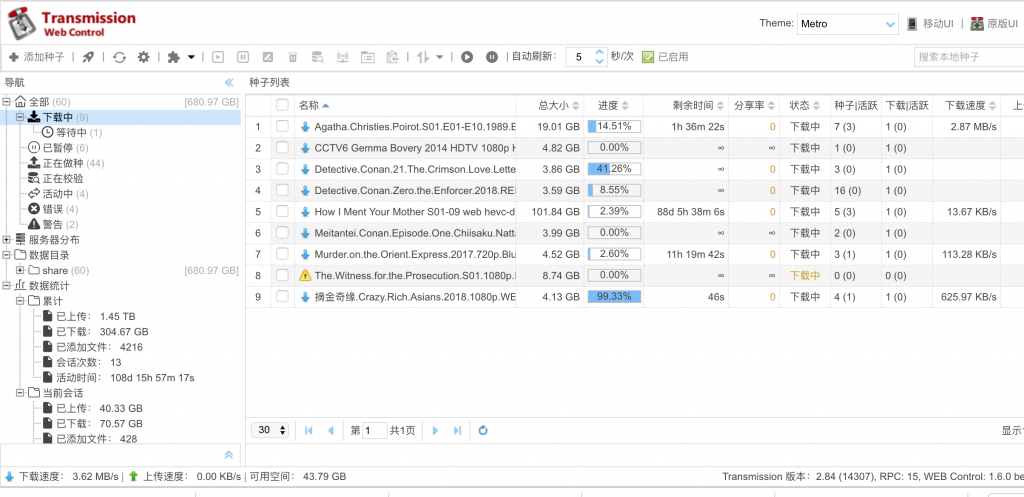 Transmission
Web Control
Theme: Metro 移动UI 原版UI
添加种子 自动刷新: 5 秒/次 已启用 搜索本地种子
导航
全部 (60) [680.97 GB]
下载中 (9)
等待中 (1)
已暂停 (6)
正在做种 (44)
正在校验
活动中 (4)
错误 (4)
警告 (2)
服务器分布
数据目录
share (60) [680.97 GB]
数据统计
累计
已上传: 1.45 TB
已下载: 304.67 GB
已添加文件: 4216
会话次数: 13
活动时间: 108d 15h 57m 17s
当前会话
已上传: 40.33 GB
已下载: 70.57 GB
已添加文件: 428
种子列表
名称 总大小 进度 剩余时间 分享率 状态 种子|活跃 下载|活跃 下载速度 上
1 Agatha.Christies.Poirot.S01.E01-E10.1989.E 19.01 GB 14.51% 1h 36m 22s 0 下载中 7 (3) 1 (0) 2.87 MB/s
2 CCTV6 Gemma Bovery 2014 HDTV 1080p H 4.82 GB 0.00% ∞ ∞ 下载中 1 (0) 1 (0)
3 Detective.Conan.21.The.Crimson.Love.Lette 3.86 GB 41.26% ∞ 0 下载中 3 (0) 1 (0)
4 Detective.Conan.Zero.the.Enforcer.2018.REI 3.59 GB 8.55% ∞ 0 下载中 16 (0) 1 (0)
5 How I Ment Your Mother S01-09 web hevc-d 101.84 GB 2.39% 88d 5h 38m 6s 0 下载中 5 (3) 1 (0) 13.67 KB/s
6 Meitantei.Conan.Episode.One.Chiisaku.Natta 3.99 GB 0.00% ∞ ∞ 下载中 2 (0) 1 (0)
7 Murder.on.the.Orient.Express.2017.720p.Blu 4.52 GB 2.60% 11h 19m 42s 0 下载中 3 (1) 1 (0) 113.28 KB/s
8 The.Witness.for.the.Prosecution.S01.1080p.I 8.74 GB 0.00% ∞ ∞ 下载中 0 (0) 0 (0)
9 摘金奇缘.Crazy.Rich.Asians.2018.1080p.WE 4.13 GB 99.33% 46s 0 下载中 4 (1) 1 (0) 625.97 KB/s
30 第 1 共1页 显示
下载速度: 3.62 MB/s | 上传速度: 0.00 KB/s | 可用空间: 43.79 GB Transmission 版本: 2.84 (14307), RPC: 15, WEB Control: 1.6.0 be